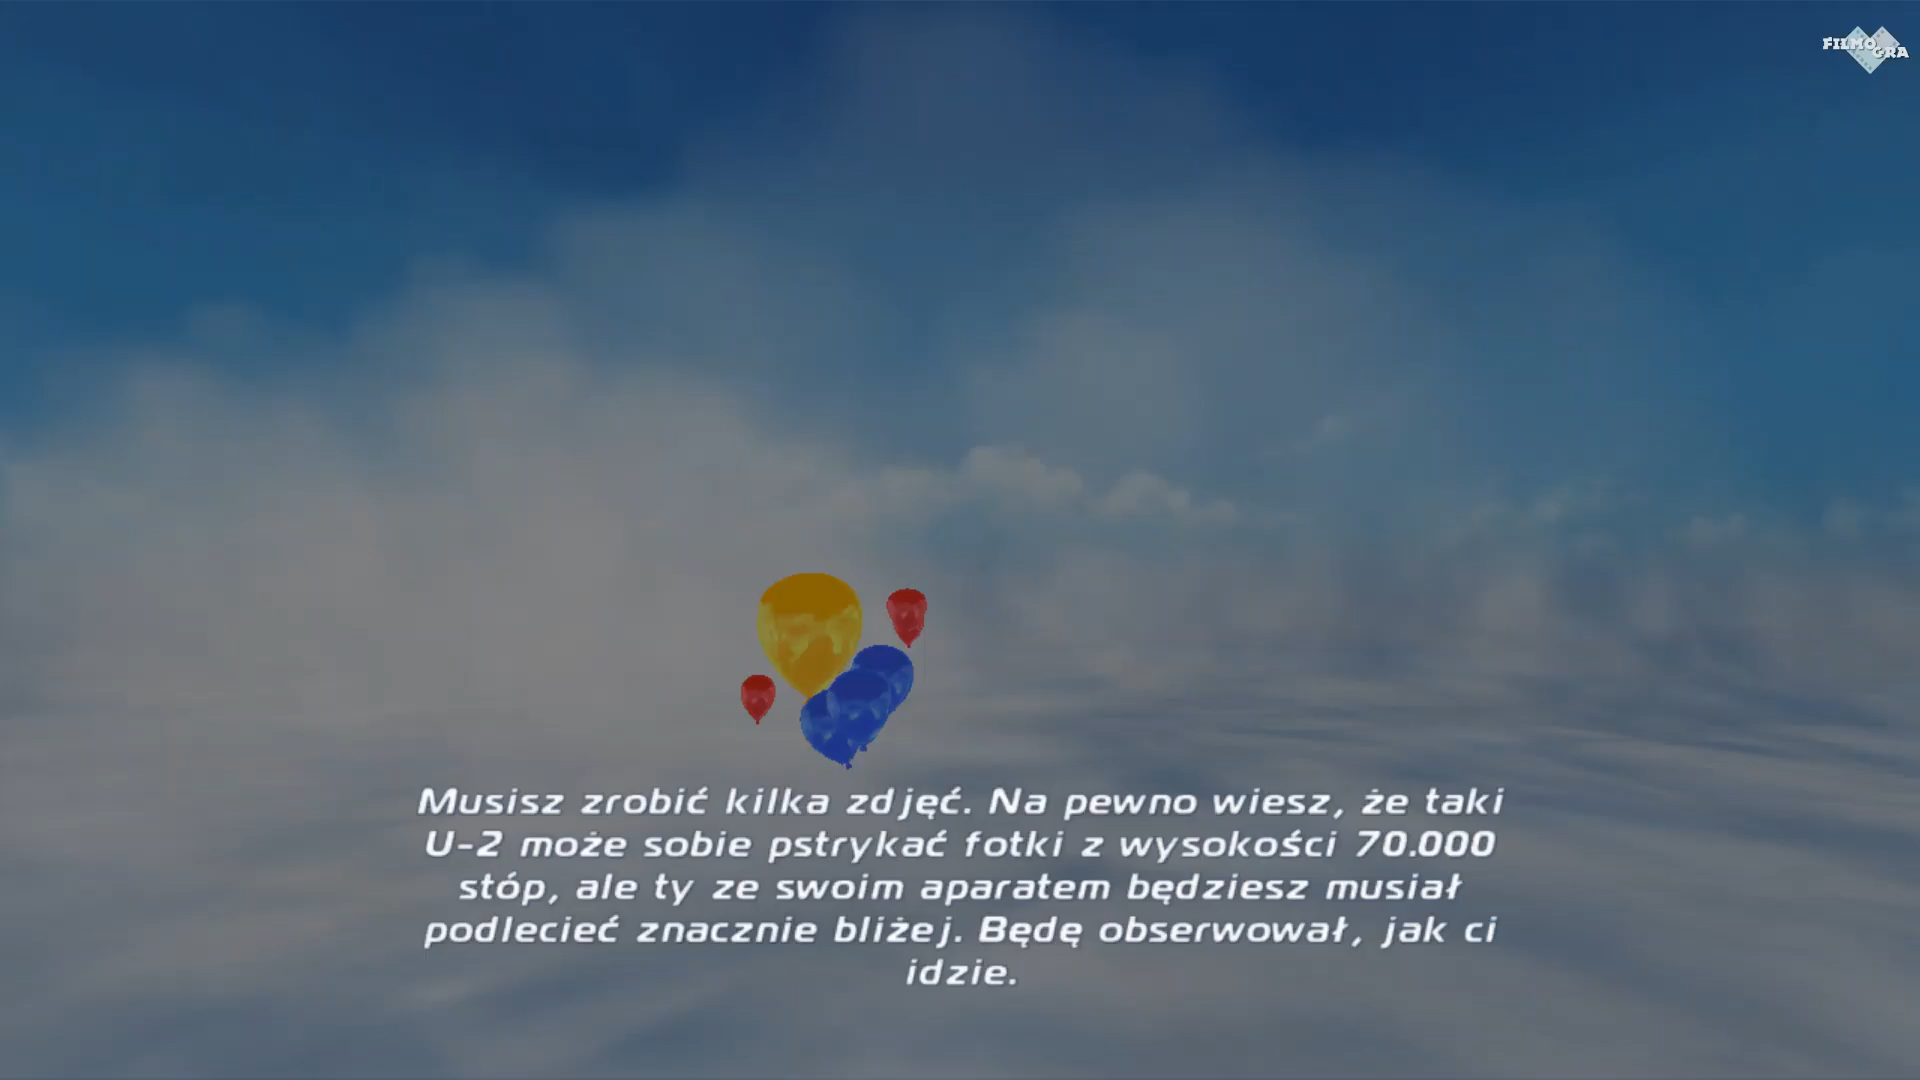 FILMO
GRA
Musisz zrobić kilka zdjęć. Na pewno wiesz, że taki
U-2 może sobie pstrykać fotki z wysokości 70.000
stóp, ale ty ze swoim aparatem będziesz musiał
podlecieć znacznie bliżej. Będę obserwował, jak ci
idzie.